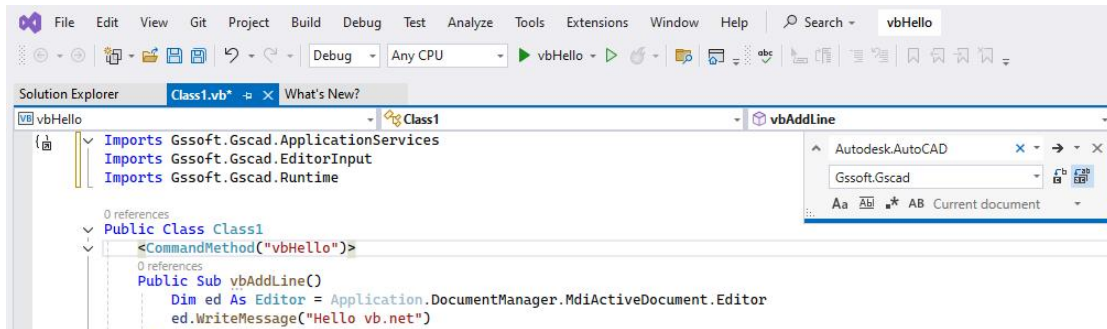 File Edit View Git Project Build Debug Test Analyze Tools Extensions Window Help Search vbHello
Debug Any CPU vbHello abc
Solution Explorer Class1.vb* What's New?
VB vbHello Class1 vbAddLine
Imports Gssoft.Gscad.ApplicationServices
Imports Gssoft.Gscad.EditorInput
Imports Gssoft.Gscad.Runtime
Autodesk.AutoCAD
Gssoft.Gscad
Aa Ab .* AB Current document
0 references
Public Class Class1
<CommandMethod("vbHello")>
0 references
Public Sub vbAddLine()
Dim ed As Editor = Application.DocumentManager.MdiActiveDocument.Editor
ed.WriteMessage("Hello vb.net")